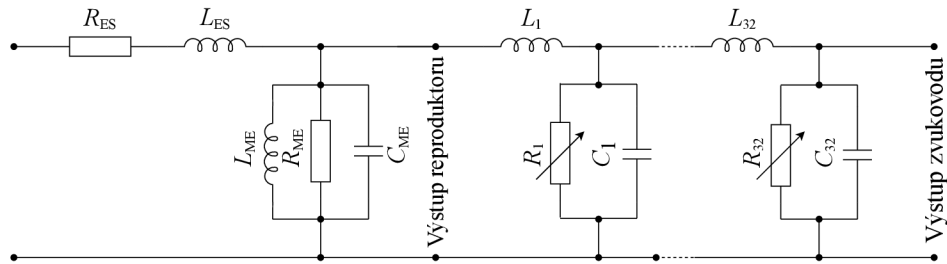 R_ES
L_ES
L_1
L_32
L_ME
R_ME
C_ME
Výstup reproduktoru
R_1
C_1
R_32
C_32
Výstup zvukovodu